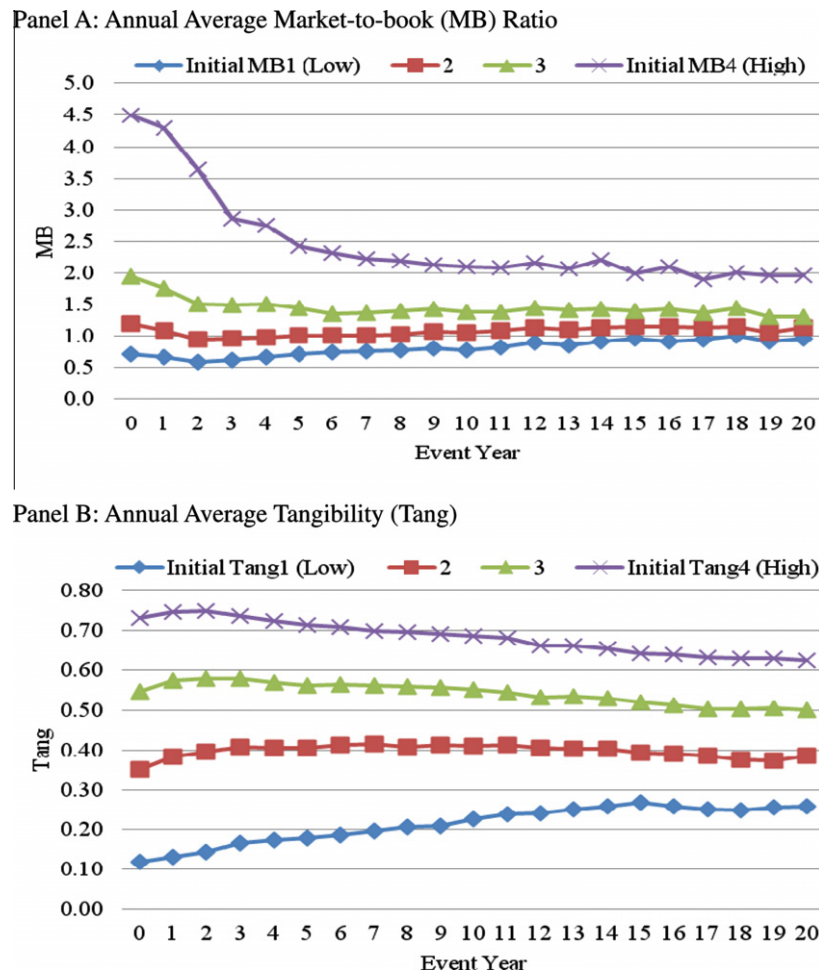 Panel A: Annual Average Market-to-book (MB) Ratio
Initial MB1 (Low) 2 3 Initial MB4 (High)
5.0
4.5
4.0
3.5
3.0
2.5
2.0
1.5
1.0
0.5
0.0
MB
0 1 2 3 4 5 6 7 8 9 10 11 12 13 14 15 16 17 18 19 20
Event Year
Panel B: Annual Average Tangibility (Tang)
Initial Tang1 (Low) 2 3 Initial Tang4 (High)
0.80
0.70
0.60
0.50
0.40
0.30
0.20
0.10
0.00
Tang
0 1 2 3 4 5 6 7 8 9 10 11 12 13 14 15 16 17 18 19 20
Event Year